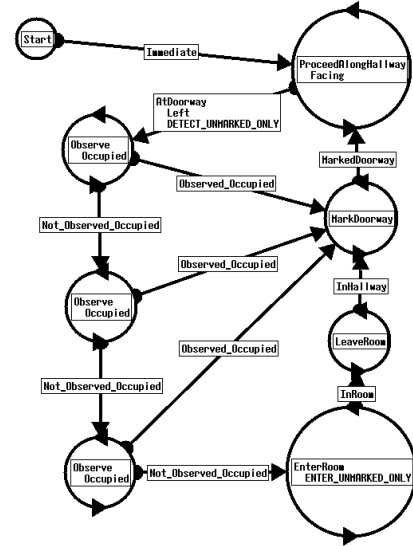 Start
Immediate
ProceedAlongHallway
Facing
AtDoorway
Left
DETECT_UNMARKED_ONLY
Observe
Occupied
MarkedDoorway
Observed_Occupied
MarkDoorway
Not_Observed_Occupied
Observed_Occupied
InHallway
Observe
Occupied
Observed_Occupied
LeaveRoom
Not_Observed_Occupied
InRoom
Observe
Occupied
Not_Observed_Occupied
EnterRoom
ENTER_UNMARKED_ONLY